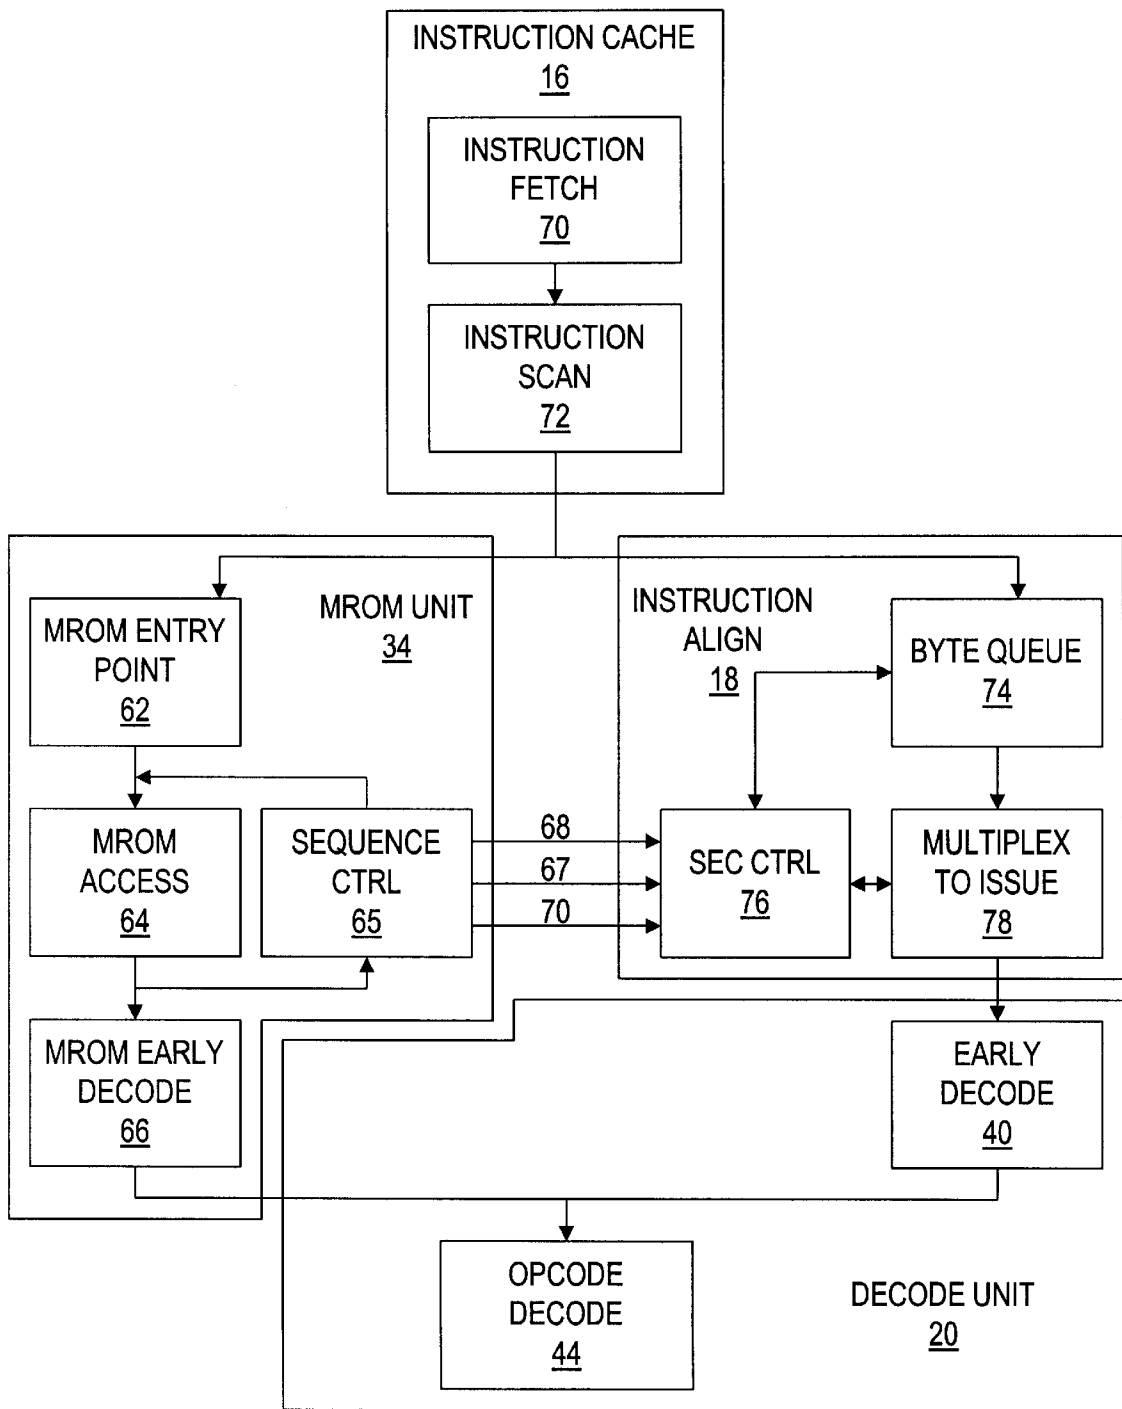 INSTRUCTION CACHE
16
INSTRUCTION
FETCH
70
INSTRUCTION
SCAN
72
MROM UNIT
34
MROM ENTRY
POINT
62
MROM
ACCESS
64
SEQUENCE
CTRL
65
MROM EARLY
DECODE
66
68
67
70
INSTRUCTION
ALIGN
18
BYTE QUEUE
74
SEC CTRL
76
MULTIPLEX
TO ISSUE
78
EARLY
DECODE
40
OPCODE
DECODE
44
DECODE UNIT
20